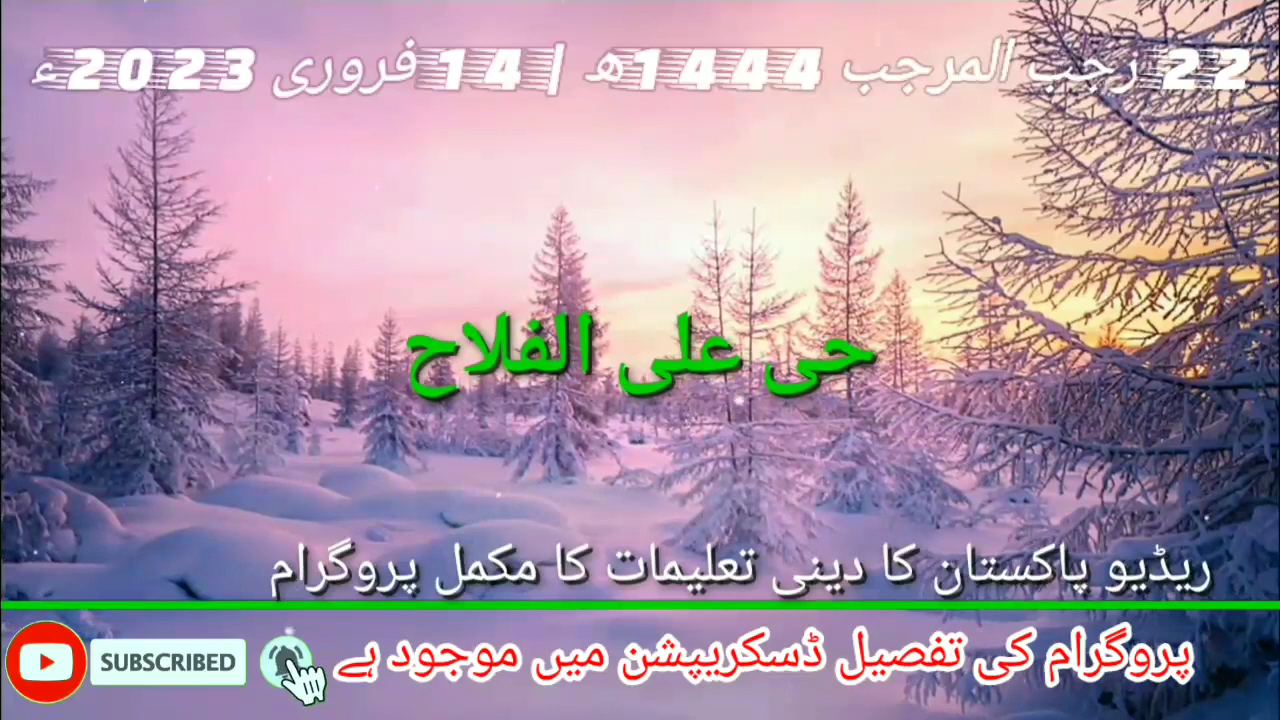 22 رجب المرجب 1444ھ | 14 فروری 2023ء
حی علی الفلاح
ریڈیو پاکستان کا دینی تعلیمات کا مکمل پروگرام
پروگرام کی تفصیل ڈسکریپشن میں موجود ہے
SUBSCRIBED